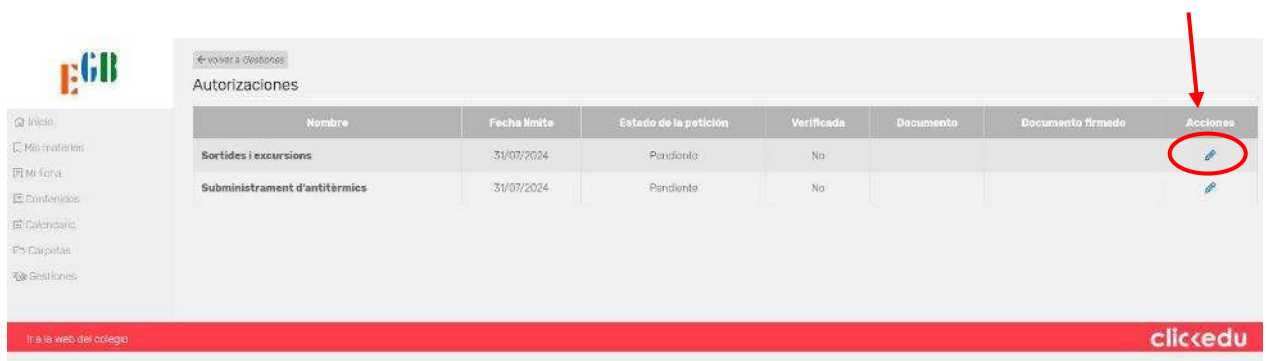 EGB
← volver a Gestiones
Autorizaciones
Inicio
Mis materias
Mi ficha
Contenidos
Calendario
Carpetas
Gestiones
Nombre Fecha límite Estado de la petición Verificada Documento Documento firmado Acciones
Sortides i excursions 31/07/2024 Pendiente No
Subministrament d'antitèrmics 31/07/2024 Pendiente No
Ir a la web del colegio
clickedu